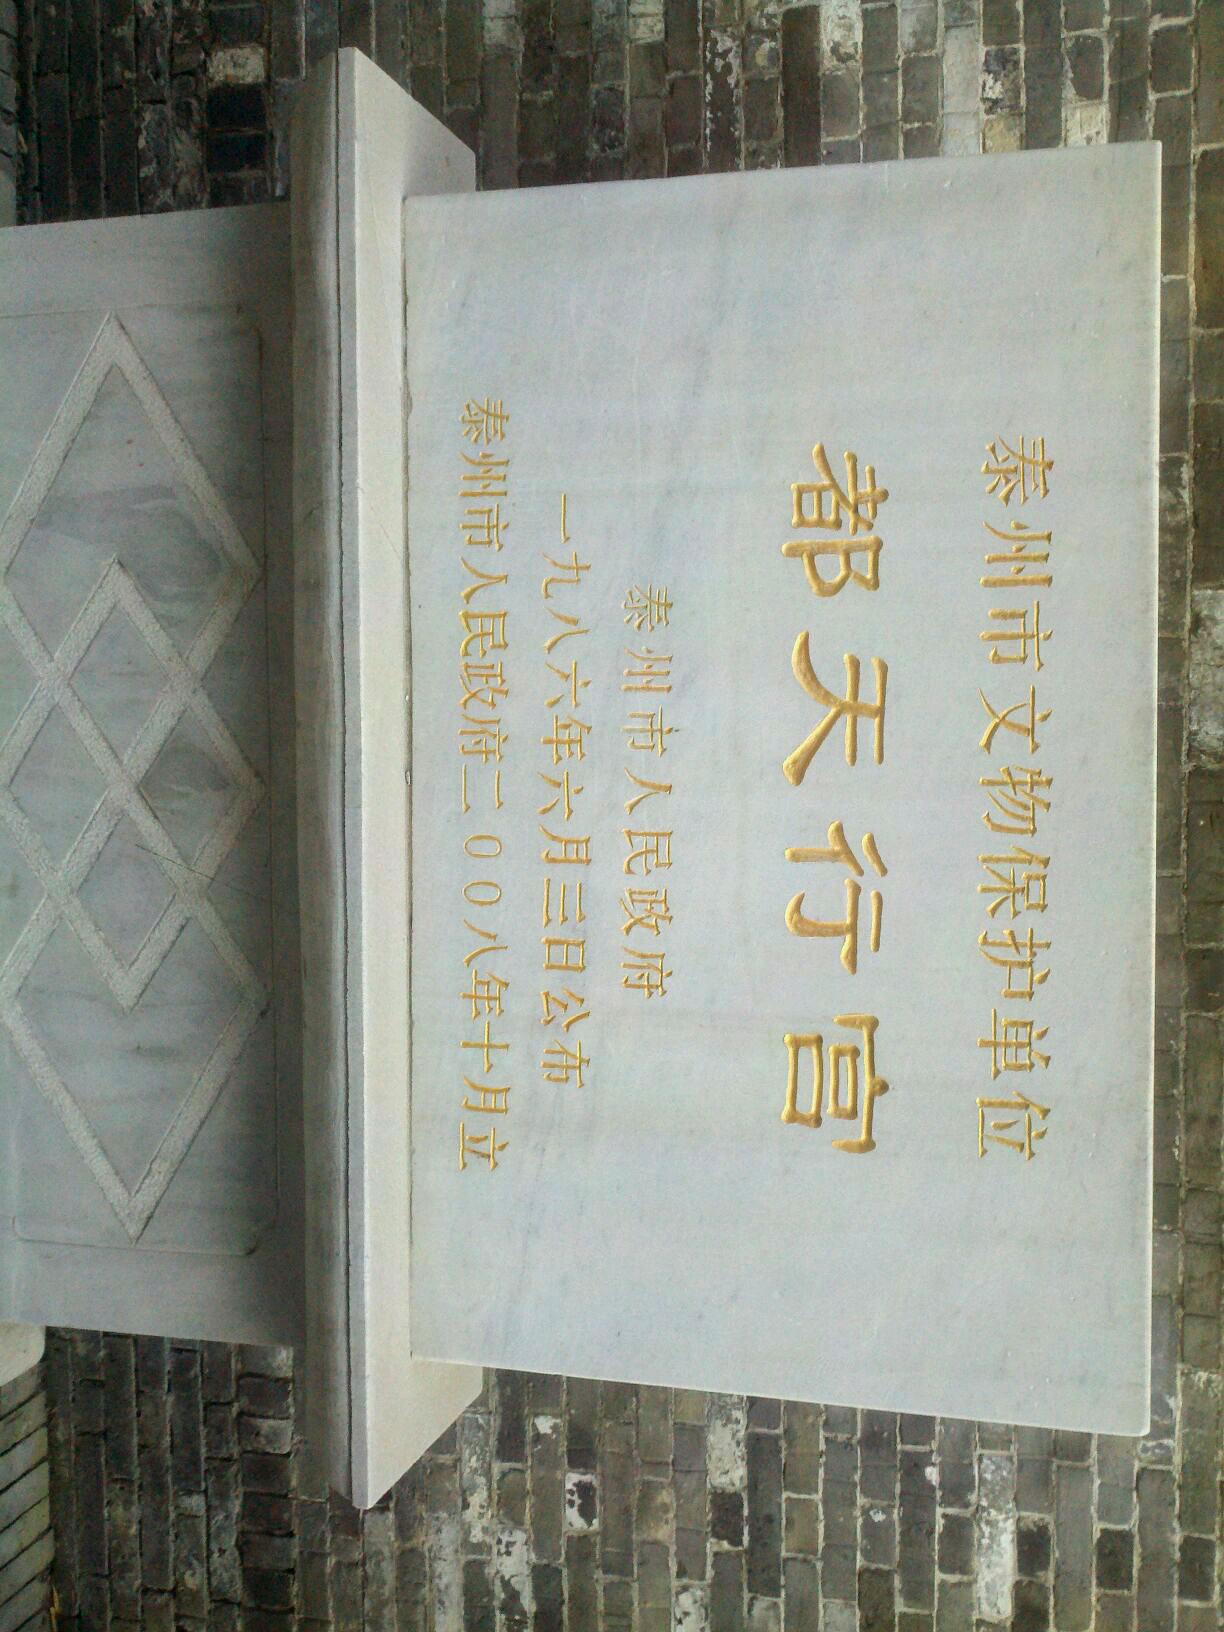 泰州市文物保护单位
都天行宫
泰州市人民政府
一九八六年六月三日公布
泰州市人民政府二00八年十月立